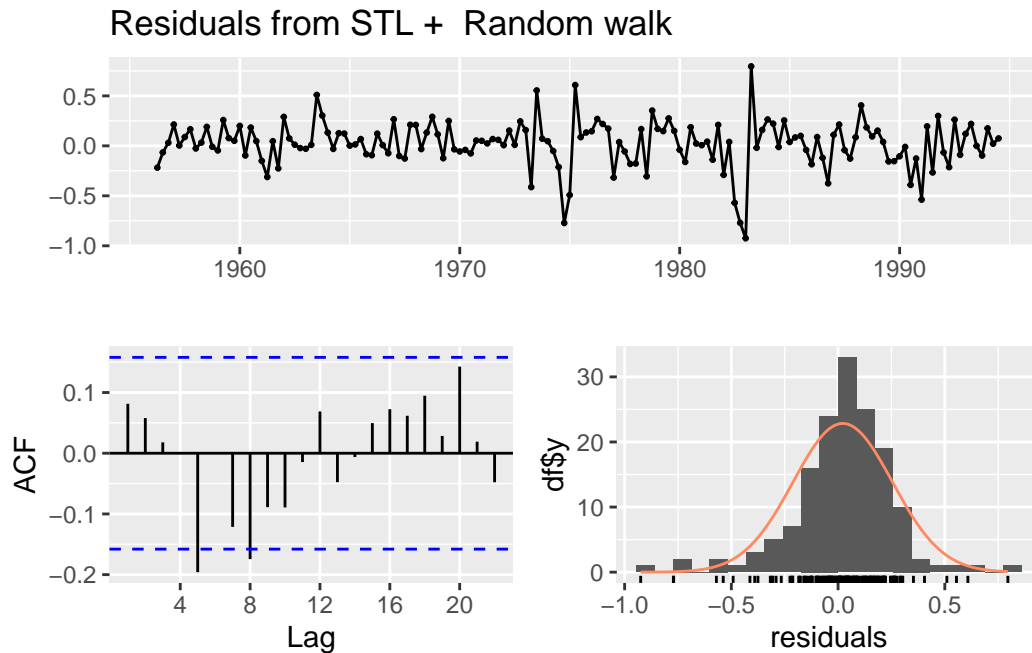 Residuals from STL +  Random walk
0.5
0.0
−0.5
−1.0
1960 1970 1980 1990
ACF
0.1
0.0
−0.1
−0.2
4 8 12 16 20
Lag
df$y
30
20
10
0
−1.0 −0.5 0.0 0.5
residuals